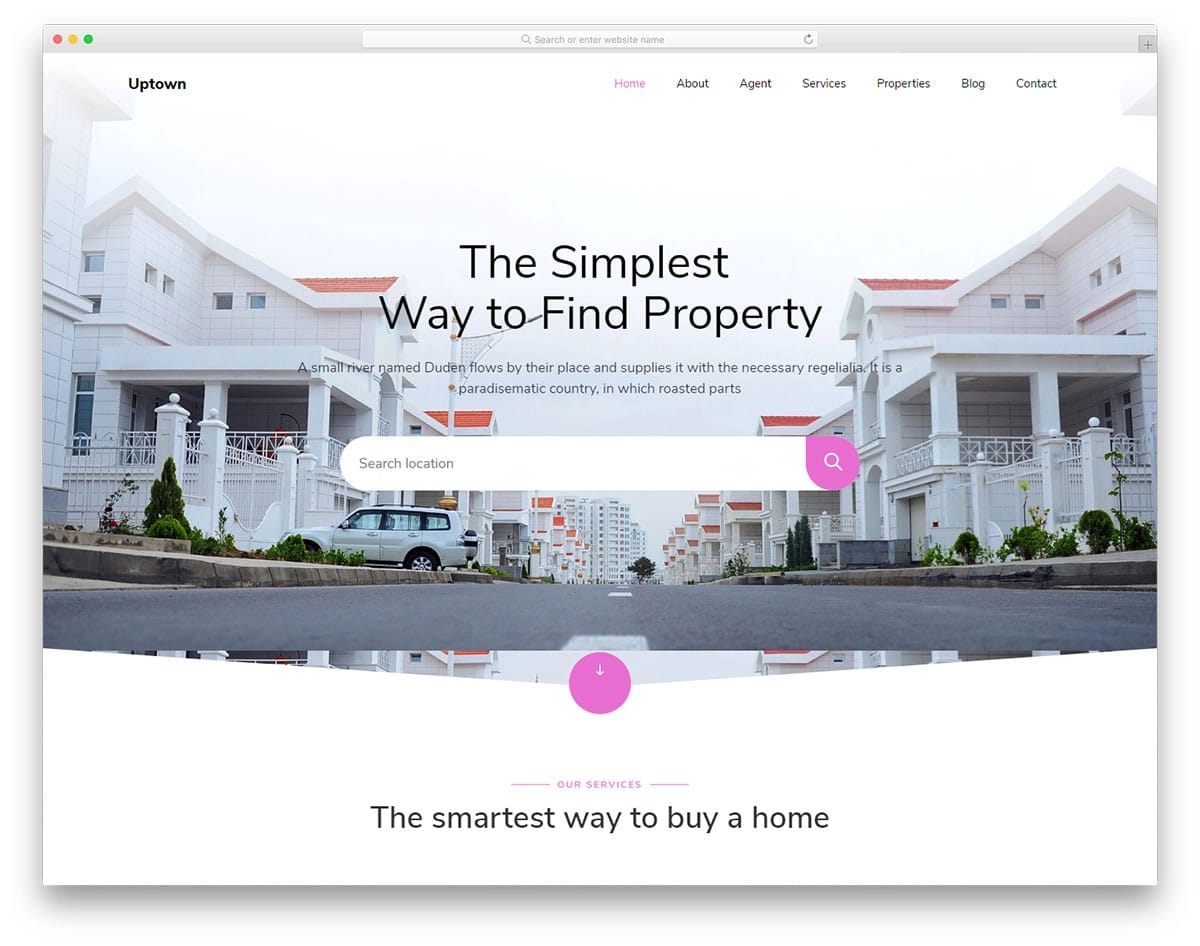 Search or enter website name
Uptown
Home About Agent Services Properties Blog Contact
The Simplest
Way to Find Property
A small river named Duden flows by their place and supplies it with the necessary regelialia. It is a
paradisematic country, in which roasted parts
Search location
OUR SERVICES
The smartest way to buy a home